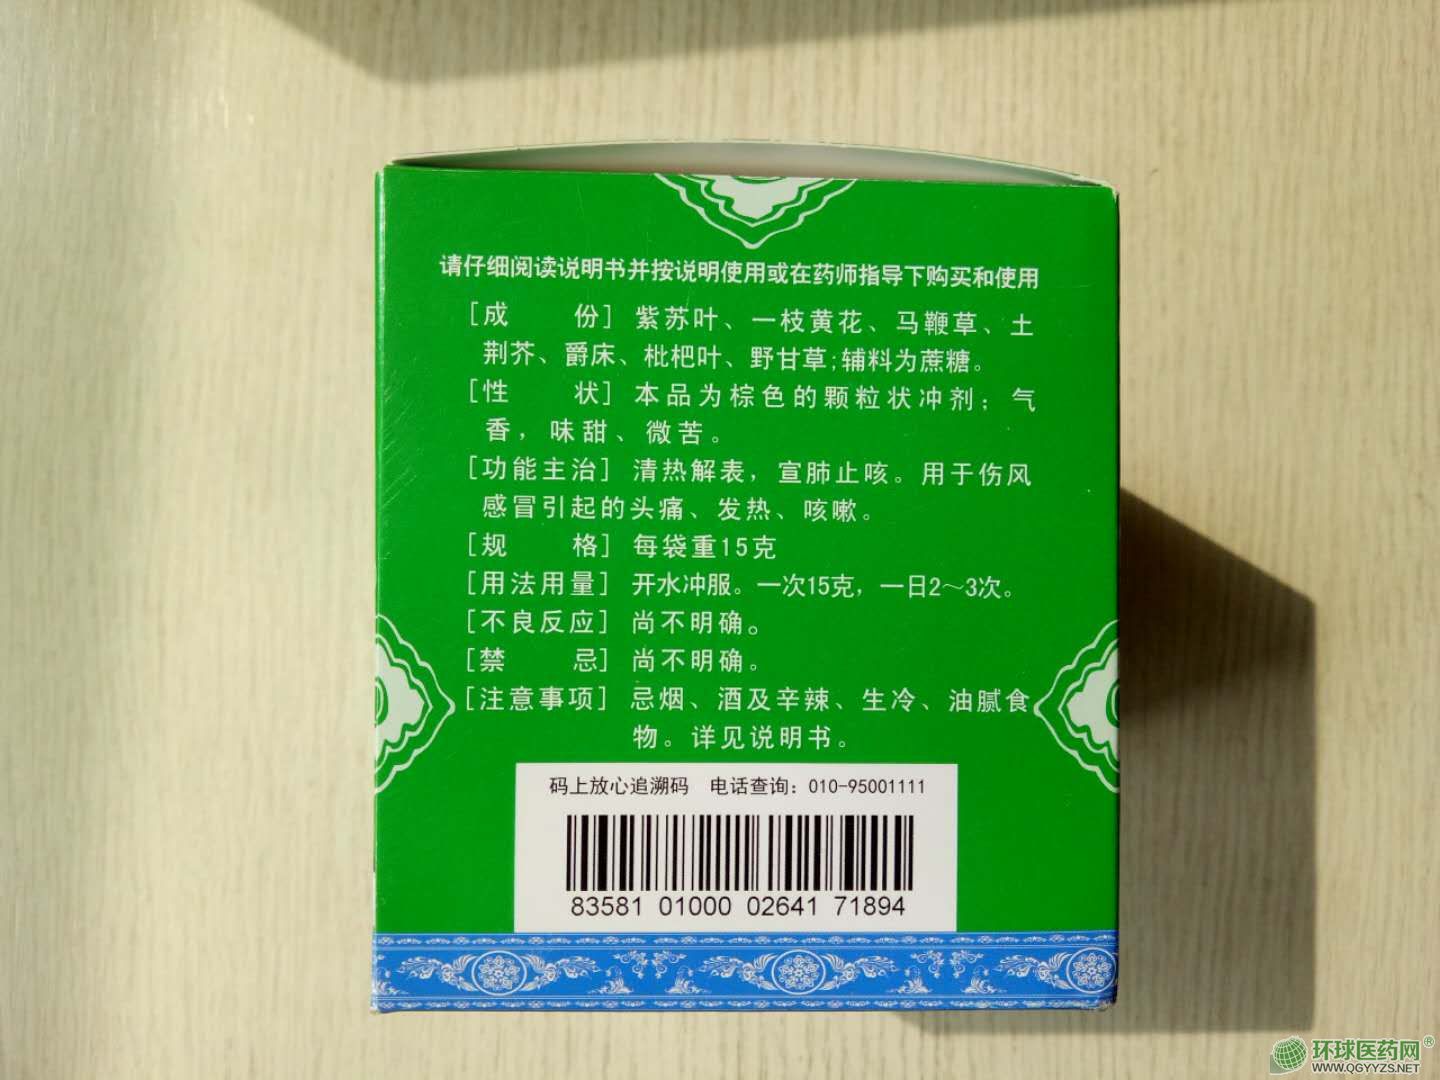 请仔细阅读说明书并按说明使用或在药师指导下购买和使用
[成　　份] 紫苏叶、一枝黄花、马鞭草、土
荆芥、爵床、枇杷叶、野甘草;辅料为蔗糖。
[性　　状] 本品为棕色的颗粒状冲剂；气
香，味甜、微苦。
[功能主治] 清热解表，宣肺止咳。用于伤风
感冒引起的头痛、发热、咳嗽。
[规　　格] 每袋重15克
[用法用量] 开水冲服。一次15克，一日2～3次。
[不良反应] 尚不明确。
[禁　　忌] 尚不明确。
[注意事项] 忌烟、酒及辛辣、生冷、油腻食
物。详见说明书。
码上放心追溯码　电话查询：010-95001111
83581 01000 02641 71894
环球医药网®
WWW.QGYYZS.NET